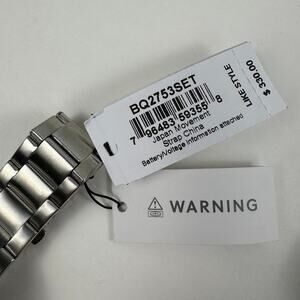 BQ2753SET
7 96483 59355 8
Japan Movement
Strap China
Battery/Voltage information attached
LIKE STYLE
$ 330.00
WARNING